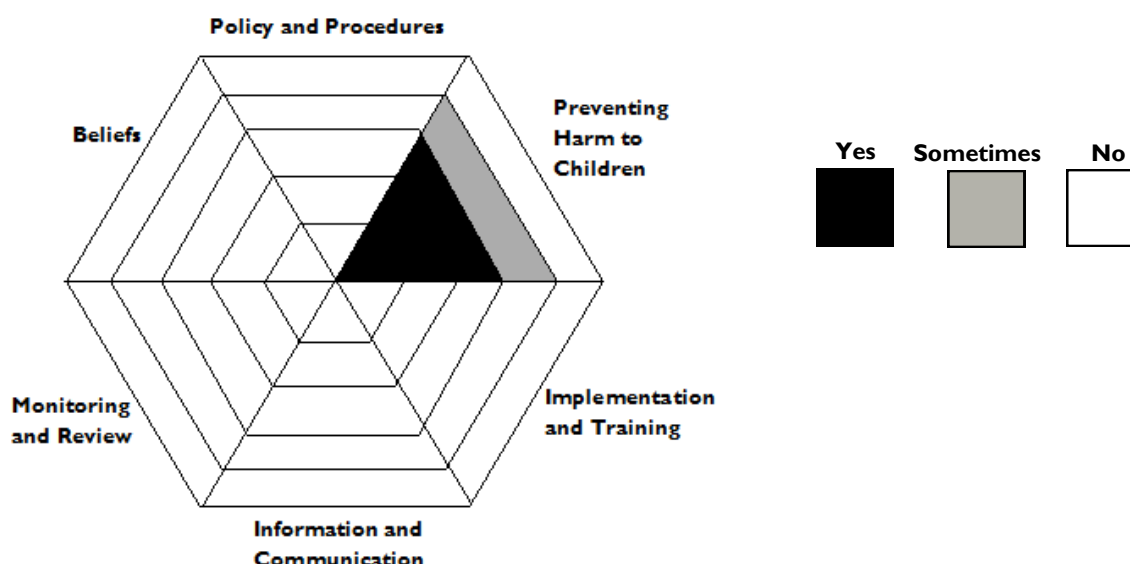 Policy and Procedures
Beliefs
Preventing
Harm to
Children
Yes
Sometimes
No
Monitoring
and Review
Implementation
and Training
Information and
Communication